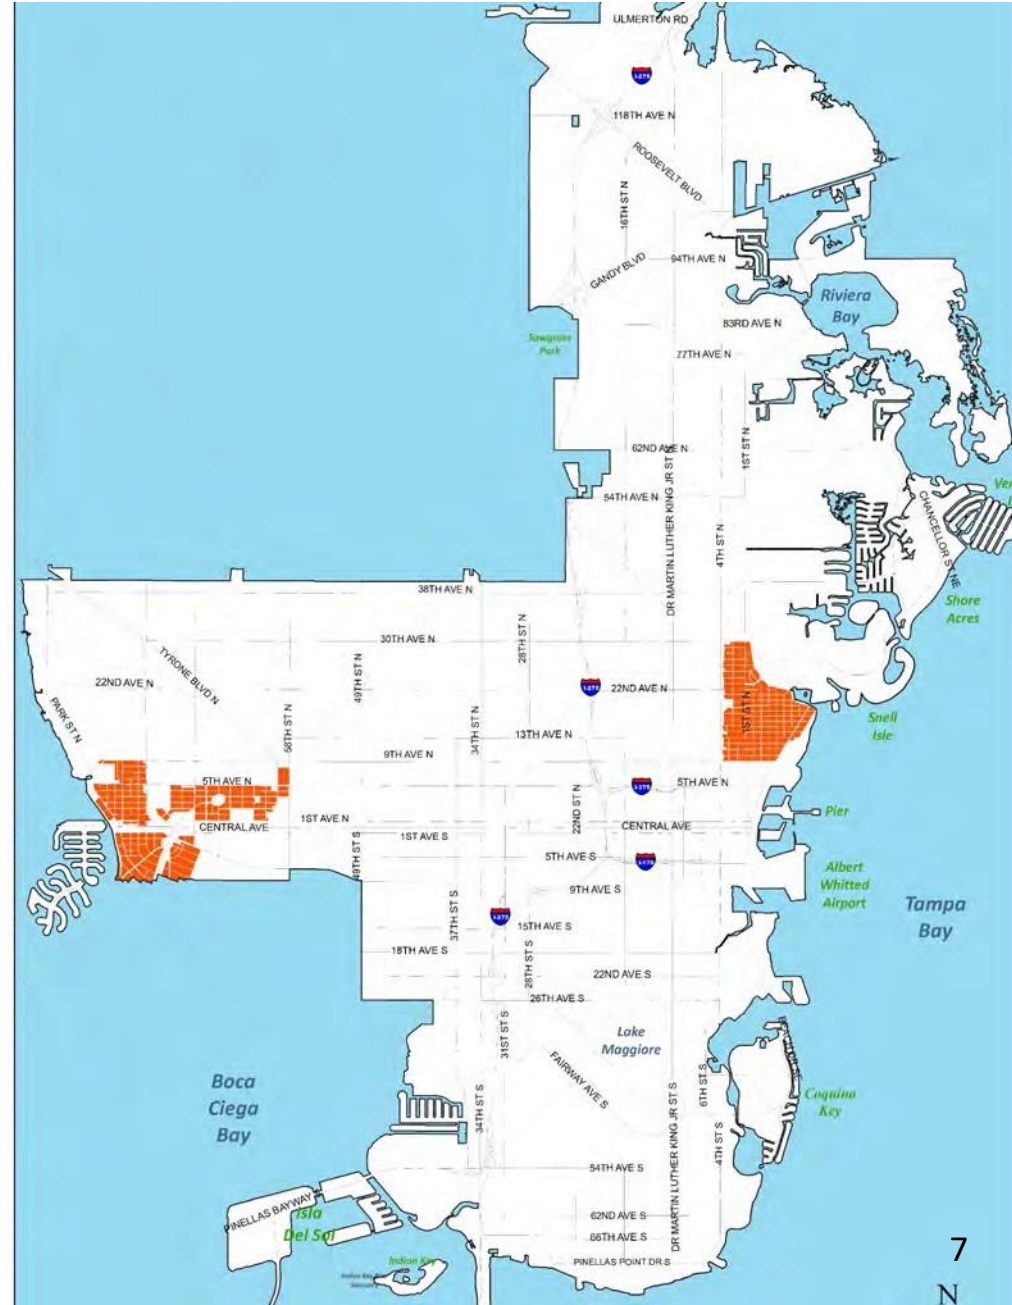 ULMERTON RD
I-275
118TH AVE N
ROOSEVELT BLVD
16TH ST N
GANDY BLVD
94TH AVE N
Riviera
Bay
83RD AVE N
Sawgrass
Park
77TH AVE N
1ST ST N
62ND AVE N
54TH AVE N
DR MARTIN LUTHER KING JR ST N
4TH ST N
CHANCELLOR ST NE
Shore
Acres
38TH AVE N
30TH AVE N
28TH ST N
TYRONE BLVD N
49TH ST N
22ND AVE N
I-275
22ND AVE N
1ST ST N
PARK ST N
58TH ST N
34TH ST N
13TH AVE N
Snell
Isle
9TH AVE N
5TH AVE N
I-375
5TH AVE N
22ND ST N
Pier
1ST AVE N
CENTRAL AVE
CENTRAL AVE
1ST AVE S
49TH ST S
5TH AVE S
I-175
Albert
Whitted
Airport
9TH AVE S
37TH ST S
I-275
15TH AVE S
Tampa
Bay
18TH AVE S
28TH ST S
22ND AVE S
26TH AVE S
31ST ST S
Lake
Maggiore
FAIRWAY AVE S
Boca
Ciega
Bay
34TH ST S
6TH ST S
Coquina
Key
DR MARTIN LUTHER KING JR ST S
4TH ST S
54TH AVE S
PINELLAS BAYWAY
Isla
Del Sol
62ND AVE S
66TH AVE S
PINELLAS POINT DR S
Indian Key
7
N